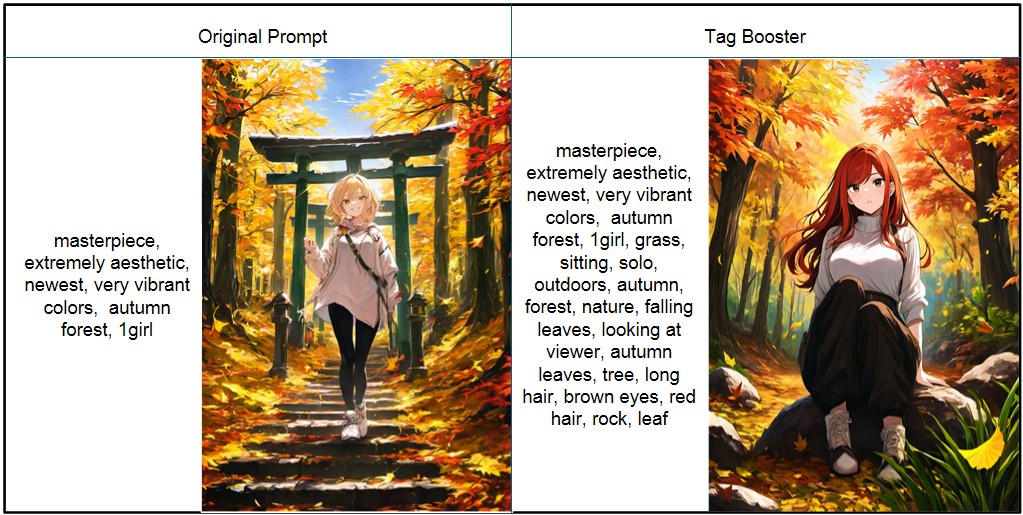 Original Prompt
Tag Booster
masterpiece,
extremely aesthetic,
newest, very vibrant
colors, autumn
forest, 1girl
masterpiece,
extremely aesthetic,
newest, very vibrant
colors, autumn
forest, 1girl, grass,
sitting, solo,
outdoors, autumn,
forest, nature, falling
leaves, looking at
viewer, autumn
leaves, tree, long
hair, brown eyes, red
hair, rock, leaf